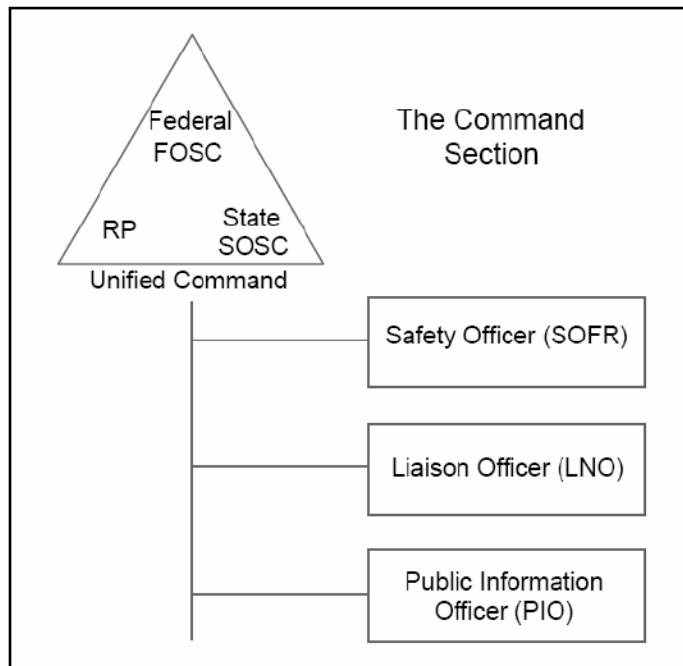 Federal
FOSC
The Command
Section
RP
State
SOSC
Unified Command
Safety Officer (SOFR)
Liaison Officer (LNO)
Public Information
Officer (PIO)